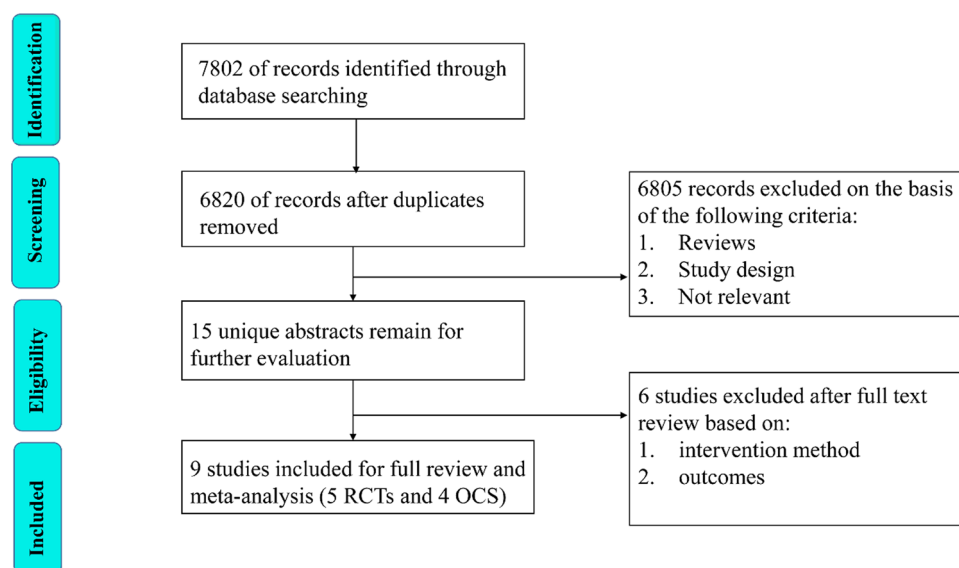 Identification
7802 of records identified through
database searching
Screening
6820 of records after duplicates
removed
6805 records excluded on the basis
of the following criteria:
1. Reviews
2. Study design
3. Not relevant
Eligibility
15 unique abstracts remain for
further evaluation
6 studies excluded after full text
review based on:
1. intervention method
2. outcomes
Included
9 studies included for full review and
meta-analysis (5 RCTs and 4 OCS)